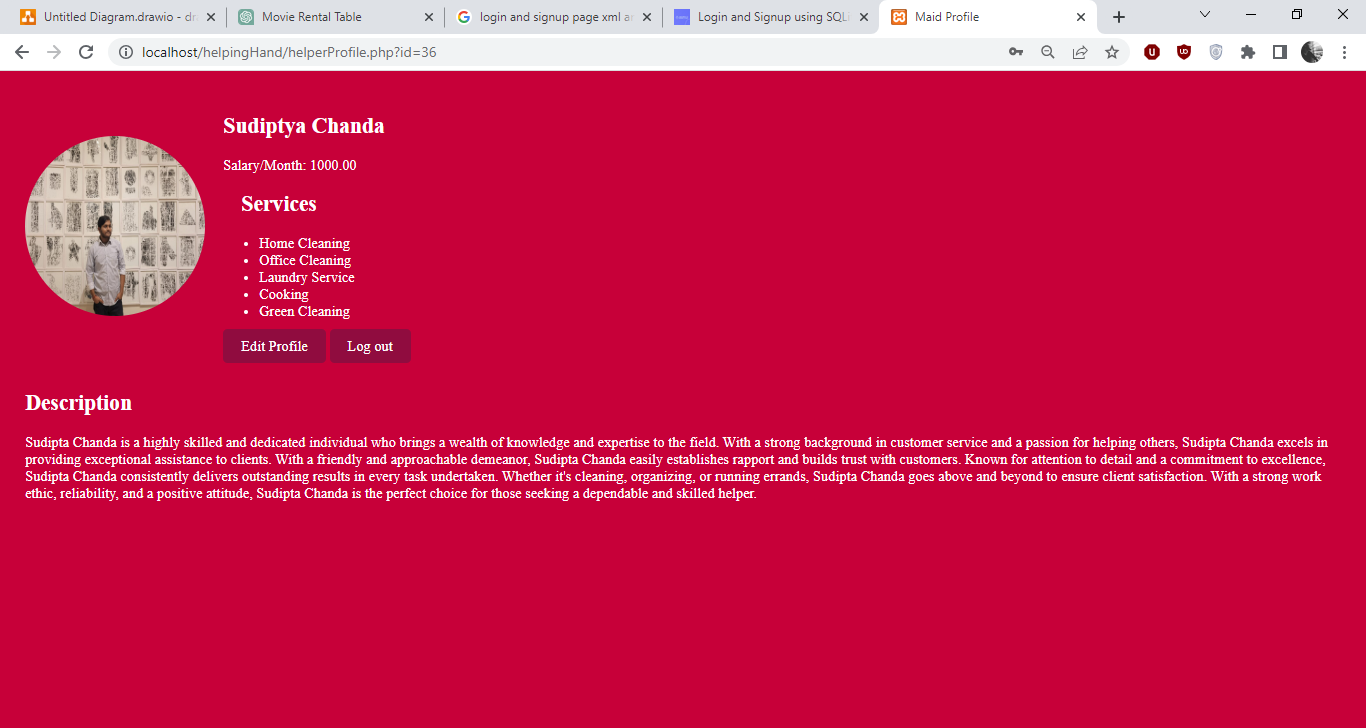 Untitled Diagram.drawio - dr
Movie Rental Table
login and signup page xml an
Login and Signup using SQLi
Maid Profile
localhost/helpingHand/helperProfile.php?id=36
Sudiptya Chanda
Salary/Month: 1000.00
Services
• Home Cleaning
• Office Cleaning
• Laundry Service
• Cooking
• Green Cleaning
Edit Profile
Log out
Description
Sudipta Chanda is a highly skilled and dedicated individual who brings a wealth of knowledge and expertise to the field. With a strong background in customer service and a passion for helping others, Sudipta Chanda excels in
providing exceptional assistance to clients. With a friendly and approachable demeanor, Sudipta Chanda easily establishes rapport and builds trust with customers. Known for attention to detail and a commitment to excellence,
Sudipta Chanda consistently delivers outstanding results in every task undertaken. Whether it's cleaning, organizing, or running errands, Sudipta Chanda goes above and beyond to ensure client satisfaction. With a strong work
ethic, reliability, and a positive attitude, Sudipta Chanda is the perfect choice for those seeking a dependable and skilled helper.